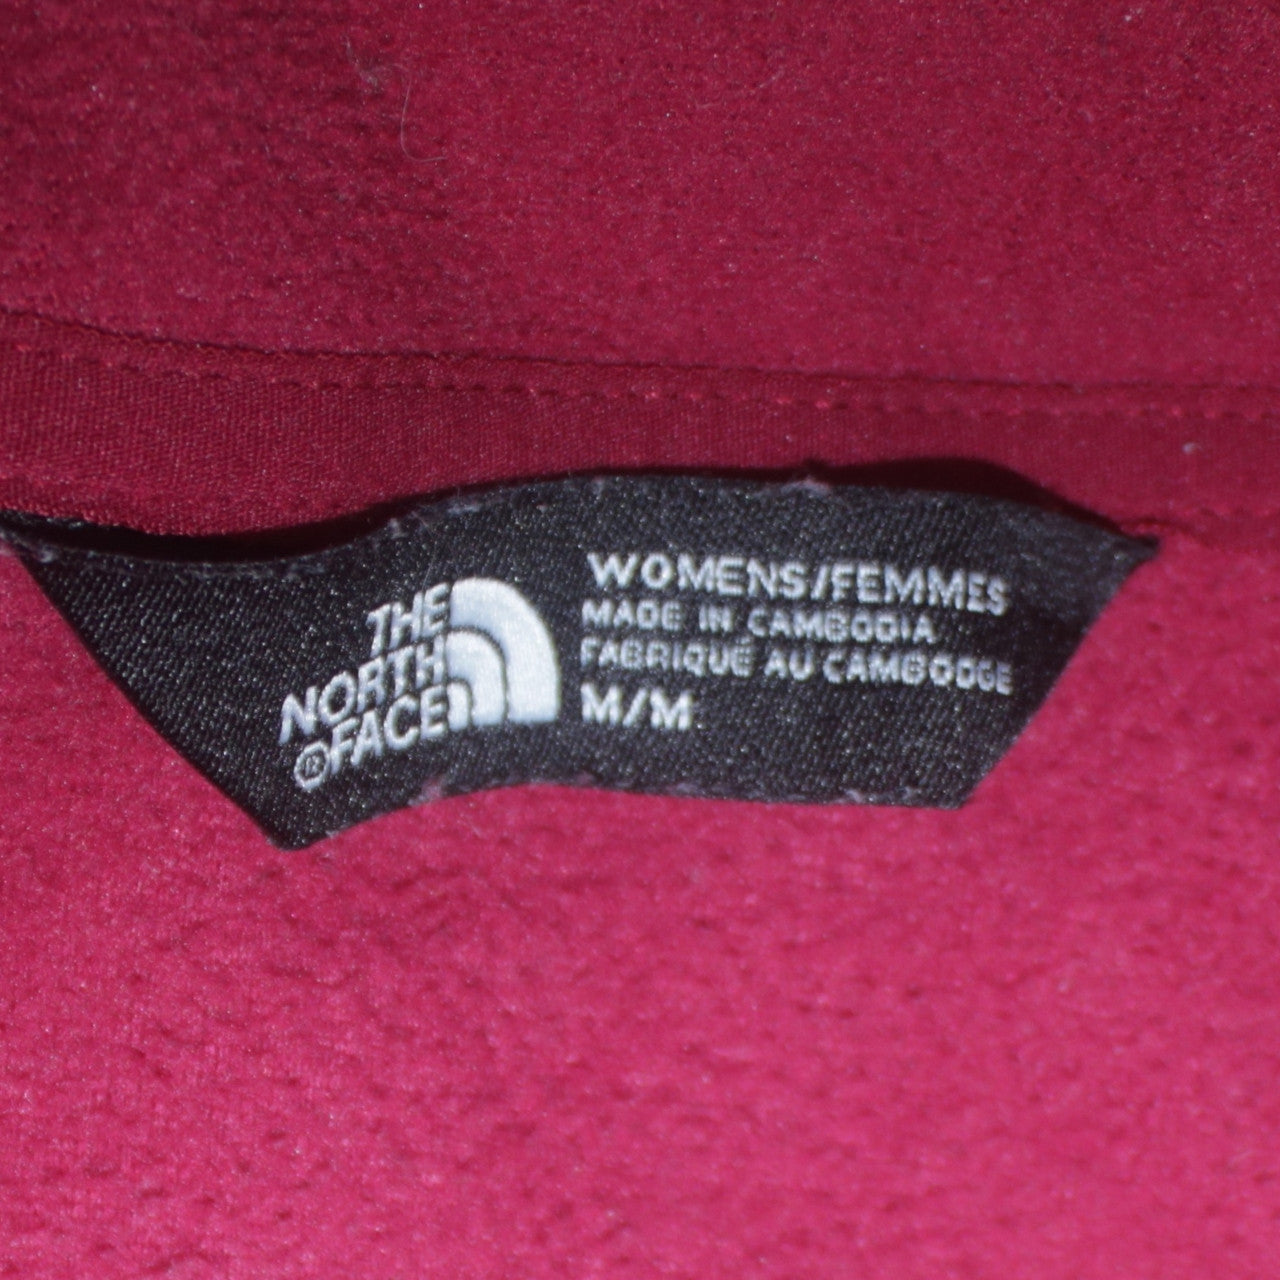 THE
NORTH
®FACE
WOMENS/FEMMES
MADE IN CAMBODIA
FABRIQUÉ AU CAMBODGE
M/M